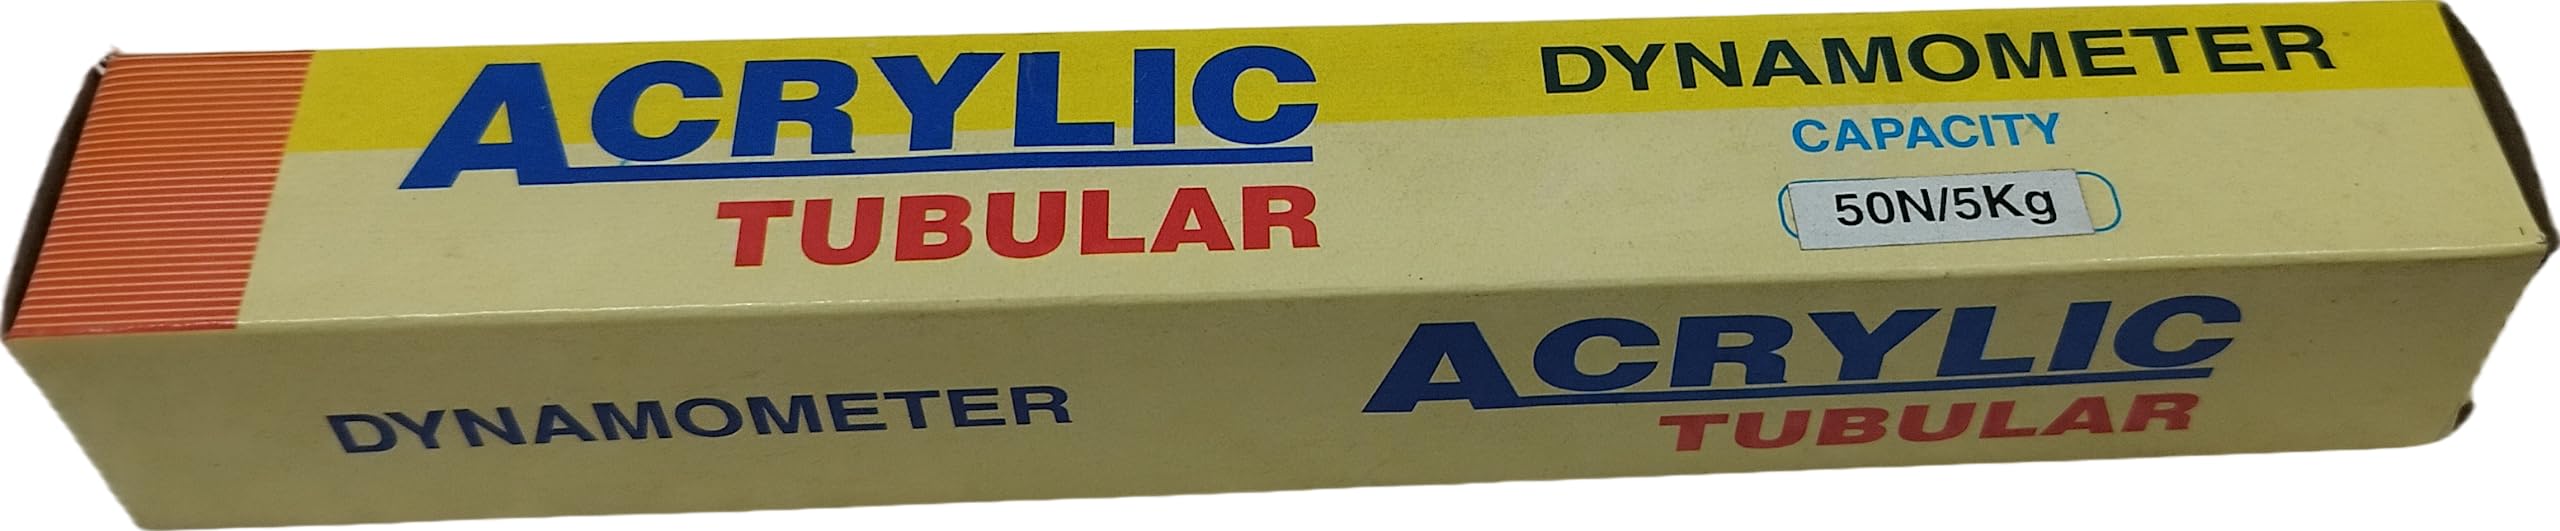 ACRYLIC
TUBULAR
DYNAMOMETER
CAPACITY
50N/5Kg
DYNAMOMETER
ACRYLIC
TUBULAR